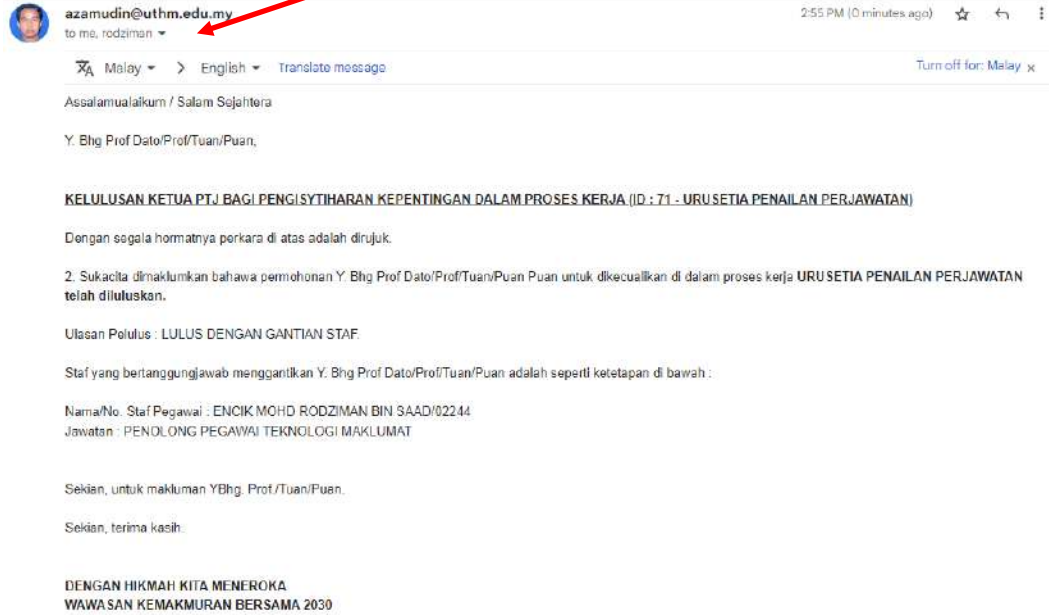 azamudin@uthm.edu.my
2:55 PM (0 minutes ago)
to me, rodziman
Malay > English Translate message
Turn off for: Malay x
Assalamualaikum / Salam Sejahtera
Y. Bhg Prof Dato/Prof/Tuan/Puan,
KELULUSAN KETUA PTJ BAGI PENGISYTIHARAN KEPENTINGAN DALAM PROSES KERJA (ID : 71 - URUSETIA PENAILAN PERJAWATAN)
Dengan segala hormatnya perkara di atas adalah dirujuk.
2. Sukacita dimaklumkan bahawa permohonan Y. Bhg Prof Dato/Prof/Tuan/Puan Puan untuk dikecualikan di dalam proses kerja URUSETIA PENAILAN PERJAWATAN
telah diluluskan.
Ulasan Pelulus : LULUS DENGAN GANTIAN STAF.
Staf yang bertanggungjawab menggantikan Y. Bhg Prof Dato/Prof/Tuan/Puan adalah seperti ketetapan di bawah :
Nama/No. Staf Pegawai : ENCIK MOHD RODZIMAN BIN SAAD/02244
Jawatan : PENOLONG PEGAWAI TEKNOLOGI MAKLUMAT
Sekian, untuk makluman YBhg. Prof./Tuan/Puan.
Sekian, terima kasih.
DENGAN HIKMAH KITA MENEROKA
WAWASAN KEMAKMURAN BERSAMA 2030